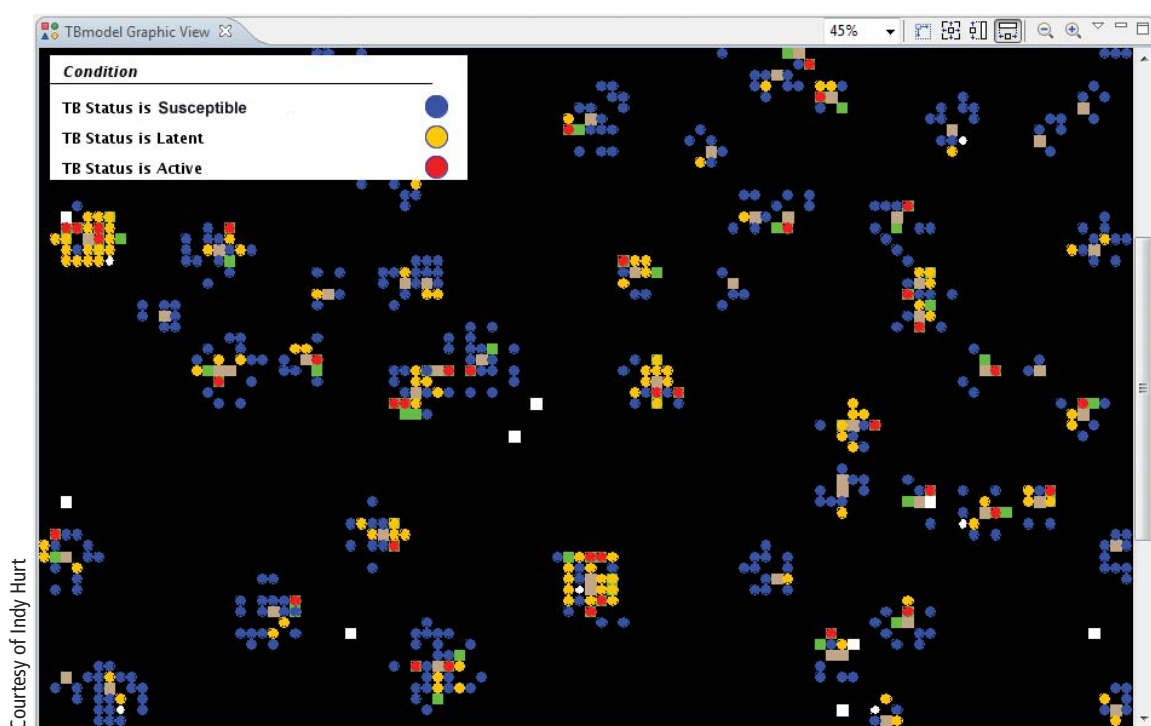 TBmodel Graphic View
45%
Condition
TB Status is Susceptible
TB Status is Latent
TB Status is Active
Courtesy of Indy Hurt